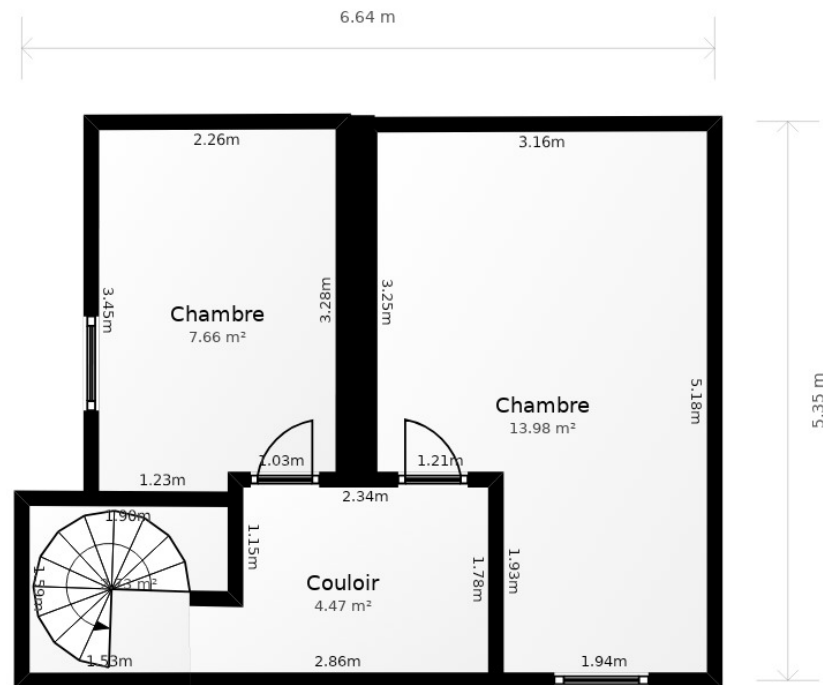 6.64 m
2.26m
3.16m
3.45m
3.28m
3.25m
Chambre
7.66 m²
5.18m
5.35 m
Chambre
13.98 m²
1.03m
1.21m
1.23m
2.34m
1.90m
1.15m
1.78m
1.93m
1.59m
Couloir
4.47 m²
1.53m
2.86m
1.94m